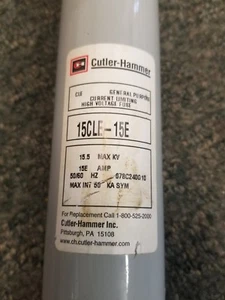 Cutler-Hammer
CLE GENERAL PURPOSE
CURRENT LIMITING
HIGH VOLTAGE FUSE
15CLE-15E
15.5 MAX KV
15E AMP
50/60 HZ 678C240G10
MAX INT KA SYM
For Replacement Call 1-800-525-2000
Cutler-Hammer Inc.
Pittsburgh, PA 15108
www.ch.cutler-hammer.com